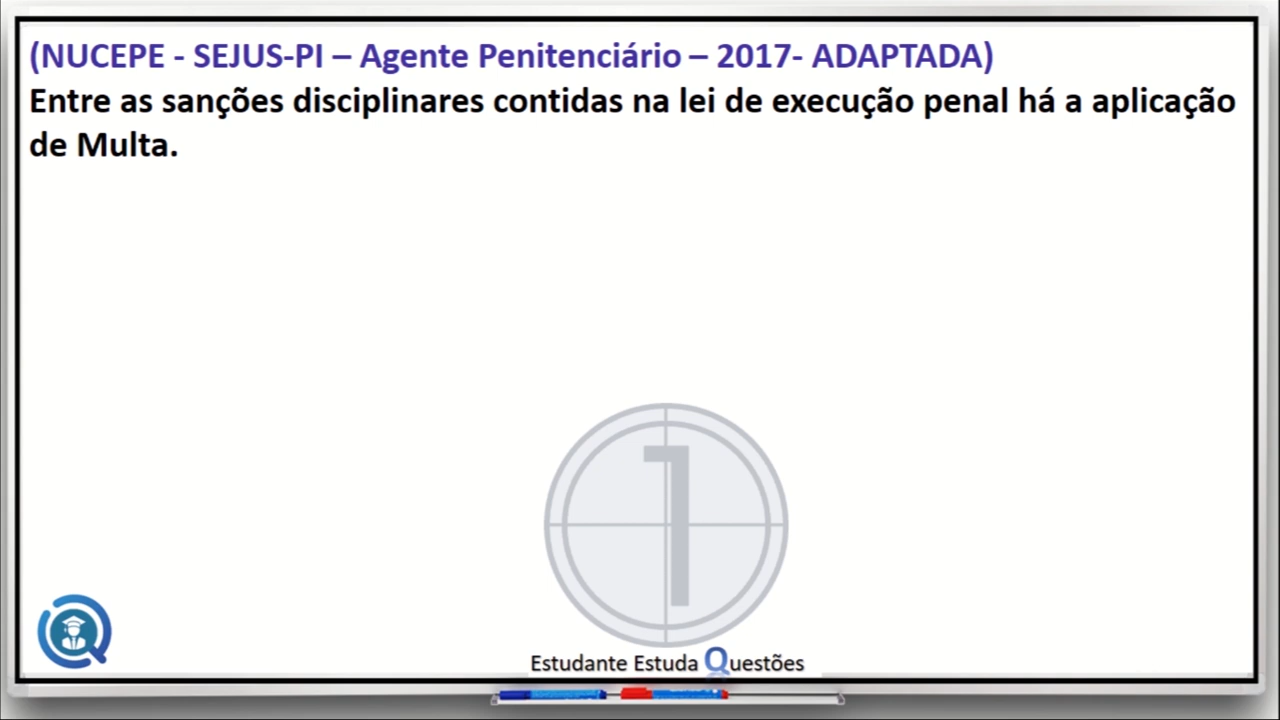 (NUCEPE - SEJUS-PI – Agente Penitenciário – 2017- ADAPTADA)
Entre as sanções disciplinares contidas na lei de execução penal há a aplicação
de Multa.
1
Estudante Estuda Questões